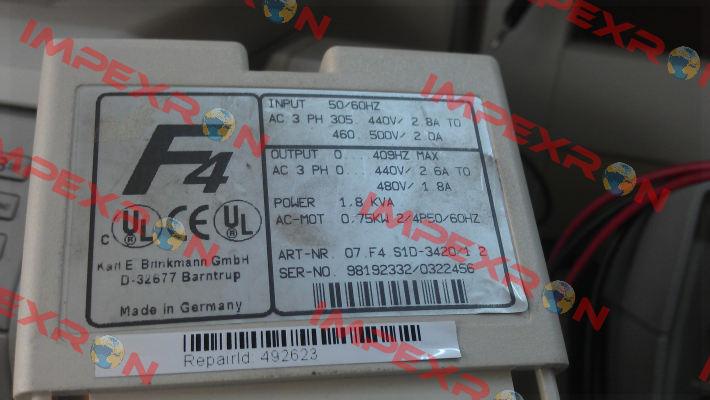 IMPEXRON
IMPEXRON
IMPEXRON
IMPEXRON
F4
C UL CE UL
Karl E. Brinkmann GmbH
D-32677 Barntrup
Made in Germany
INPUT 50/60HZ
AC 3 PH 305. 440V/ 2.8A TO
460. 500V/ 2.0A
OUTPUT 0... 409HZ MAX
AC 3 PH 0... 440V/ 2.6A TO
480V/ 1.8A
POWER 1.8 KVA
AC-MOT 0.75KW 2/4P50/60HZ
ART-NR. 07.F4.S1D-3420/1.2
SER-NO. 98192332/0322456
RepairId: 492623